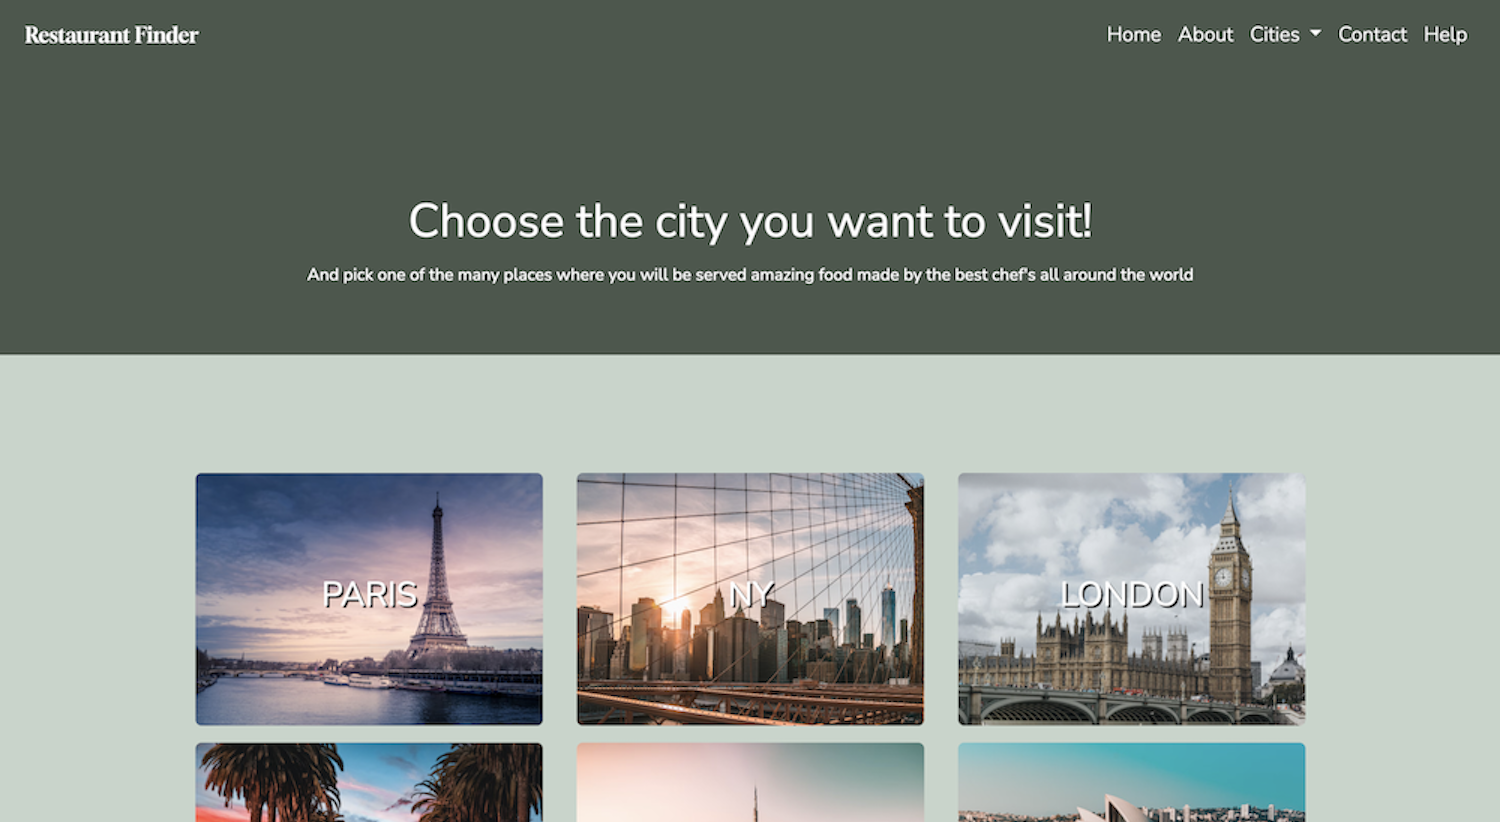 Restaurant Finder
Home About Cities Contact Help
Choose the city you want to visit!
And pick one of the many places where you will be served amazing food made by the best chef's all around the world
PARIS
NY
LONDON